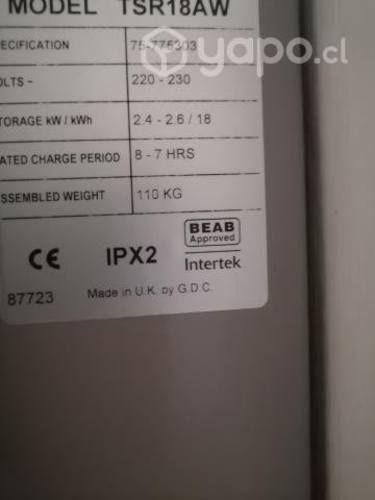 MODEL TSR18AW
yapo.cl
ECIFICATION
OLTS ~ 220 - 230
TORAGE kW / kWh 2.4 - 2.6 / 18
ATED CHARGE PERIOD 8 - 7 HRS
SSEMBLED WEIGHT 110 KG
CE IPX2 BEAB
Approved
Intertek
87723 Made in U.K. by G.D.C.